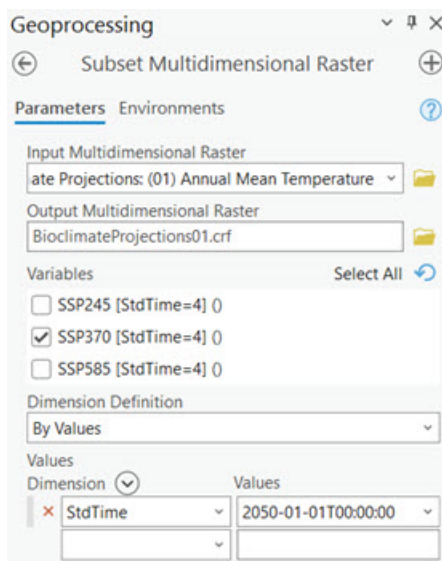 Geoprocessing
Subset Multidimensional Raster
Parameters Environments
Input Multidimensional Raster
ate Projections: (01) Annual Mean Temperature
Output Multidimensional Raster
BioclimateProjections01.crf
Variables Select All
SSP245 [StdTime=4] ()
SSP370 [StdTime=4] ()
SSP585 [StdTime=4] ()
Dimension Definition
By Values
Values
Dimension Values
StdTime 2050-01-01T00:00:00